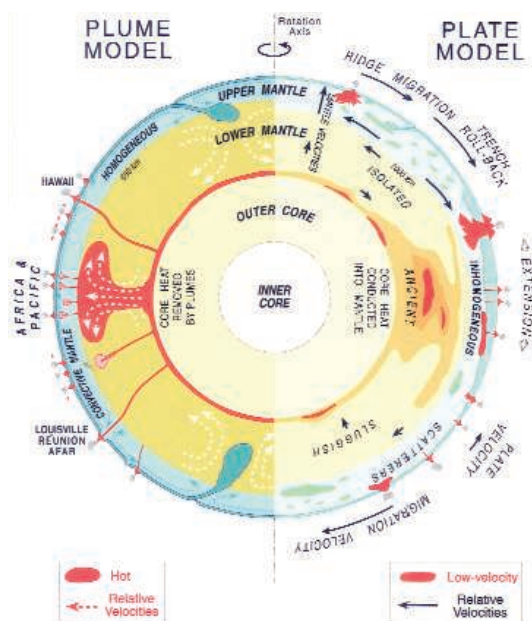 PLUME
MODEL
Rotation
Axis
PLATE
MODEL
RIDGE MIGRATION
TRENCH
ROLL-BACK
UPPER MANTLE
LOWER MANTLE
HOMOGENEOUS
650 km
MANTLE VELOCITIES
ISOLATED
HAWAII
OUTER CORE
AFRICA &
PACIFIC
CORE HEAT
REMOVED
BY PLUMES
INNER
CORE
CORE HEAT
CONDUCTED
INTO MANTLE
ANCIENT
INHOMOGENEOUS
EXTENSION
CONVECTIVE MANTLE
LOUISVILLE
REUNION
AFAR
SLUGGISH
SCATTERERS
PLATE
VELOCITY
MIGRATION VELOCITY
Hot
Relative
Velocities
Low-velocity
Relative
Velocities